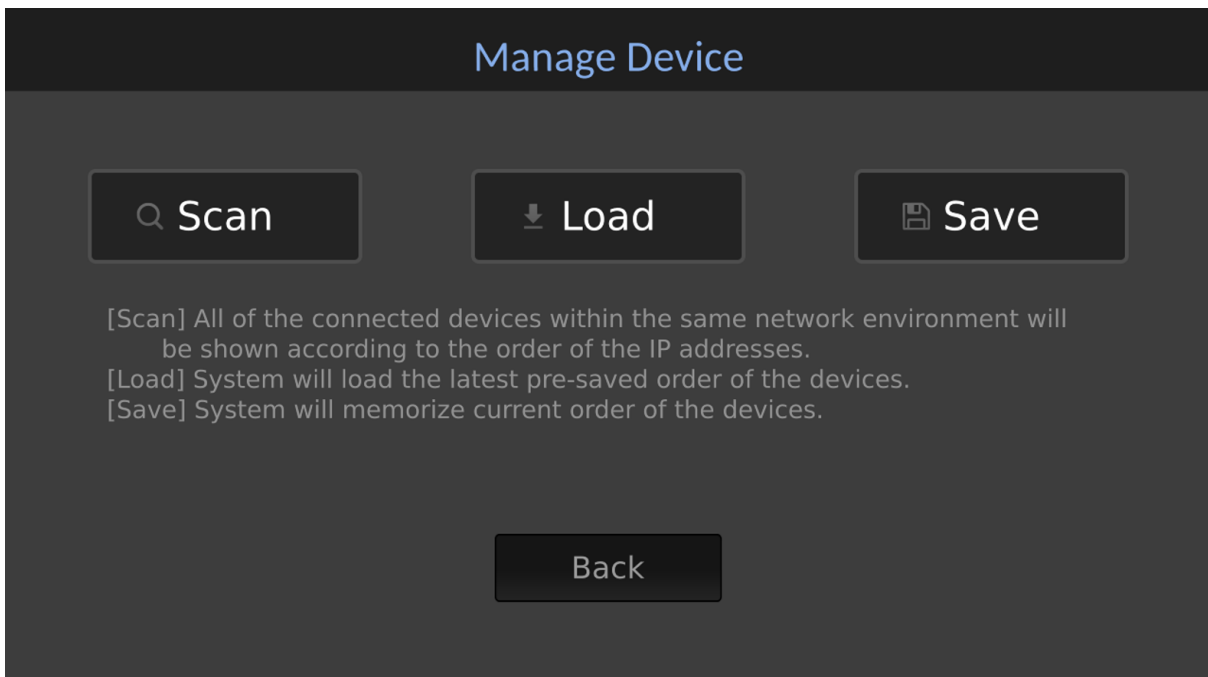 Manage Device
Scan
Load
Save
[Scan] All of the connected devices within the same network environment will
be shown according to the order of the IP addresses.
[Load] System will load the latest pre-saved order of the devices.
[Save] System will memorize current order of the devices.
Back